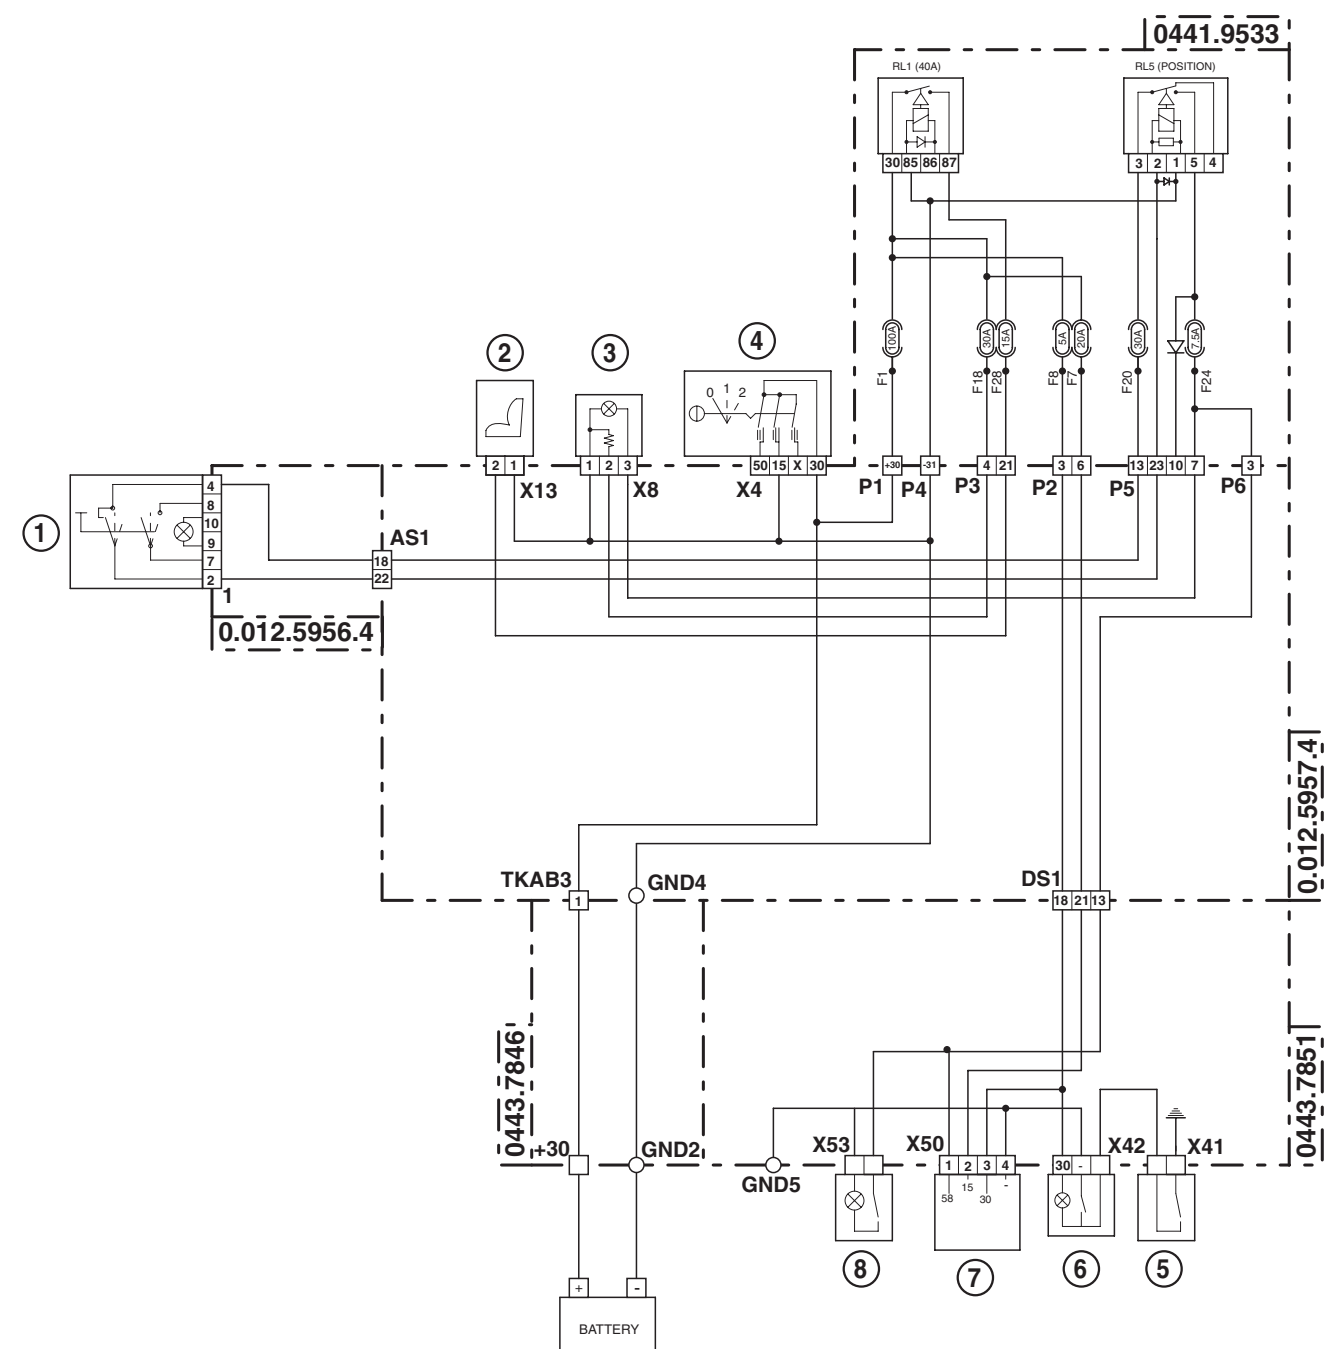 0441.9533
RL1 (40A)
RL5 (POSITION)
30 85 86 87
3 2 1 5 4
100A
30A
15A
5A
20A
30A
7.5A
F1
F18
F28
F8
F7
F20
F24
2
3
4
0 1 2
2 1
X13
1 2 3
X8
50 15 X 30
X4
+30
P1
-31
P4
4 21
P3
3 6
P2
13 23 10 7
P5
3
P6
1
4
8
10
9
7
2
1
AS1
18
22
0.012.5956.4
0.012.5957.4
TKAB3
1
GND4
DS1
18 21 13
0443.7846
0443.7851
+30
GND2
GND5
X53
X50
1 2 3 4
58 15 30 -
30 -
X42
X41
8
7
6
5
+ -
BATTERY